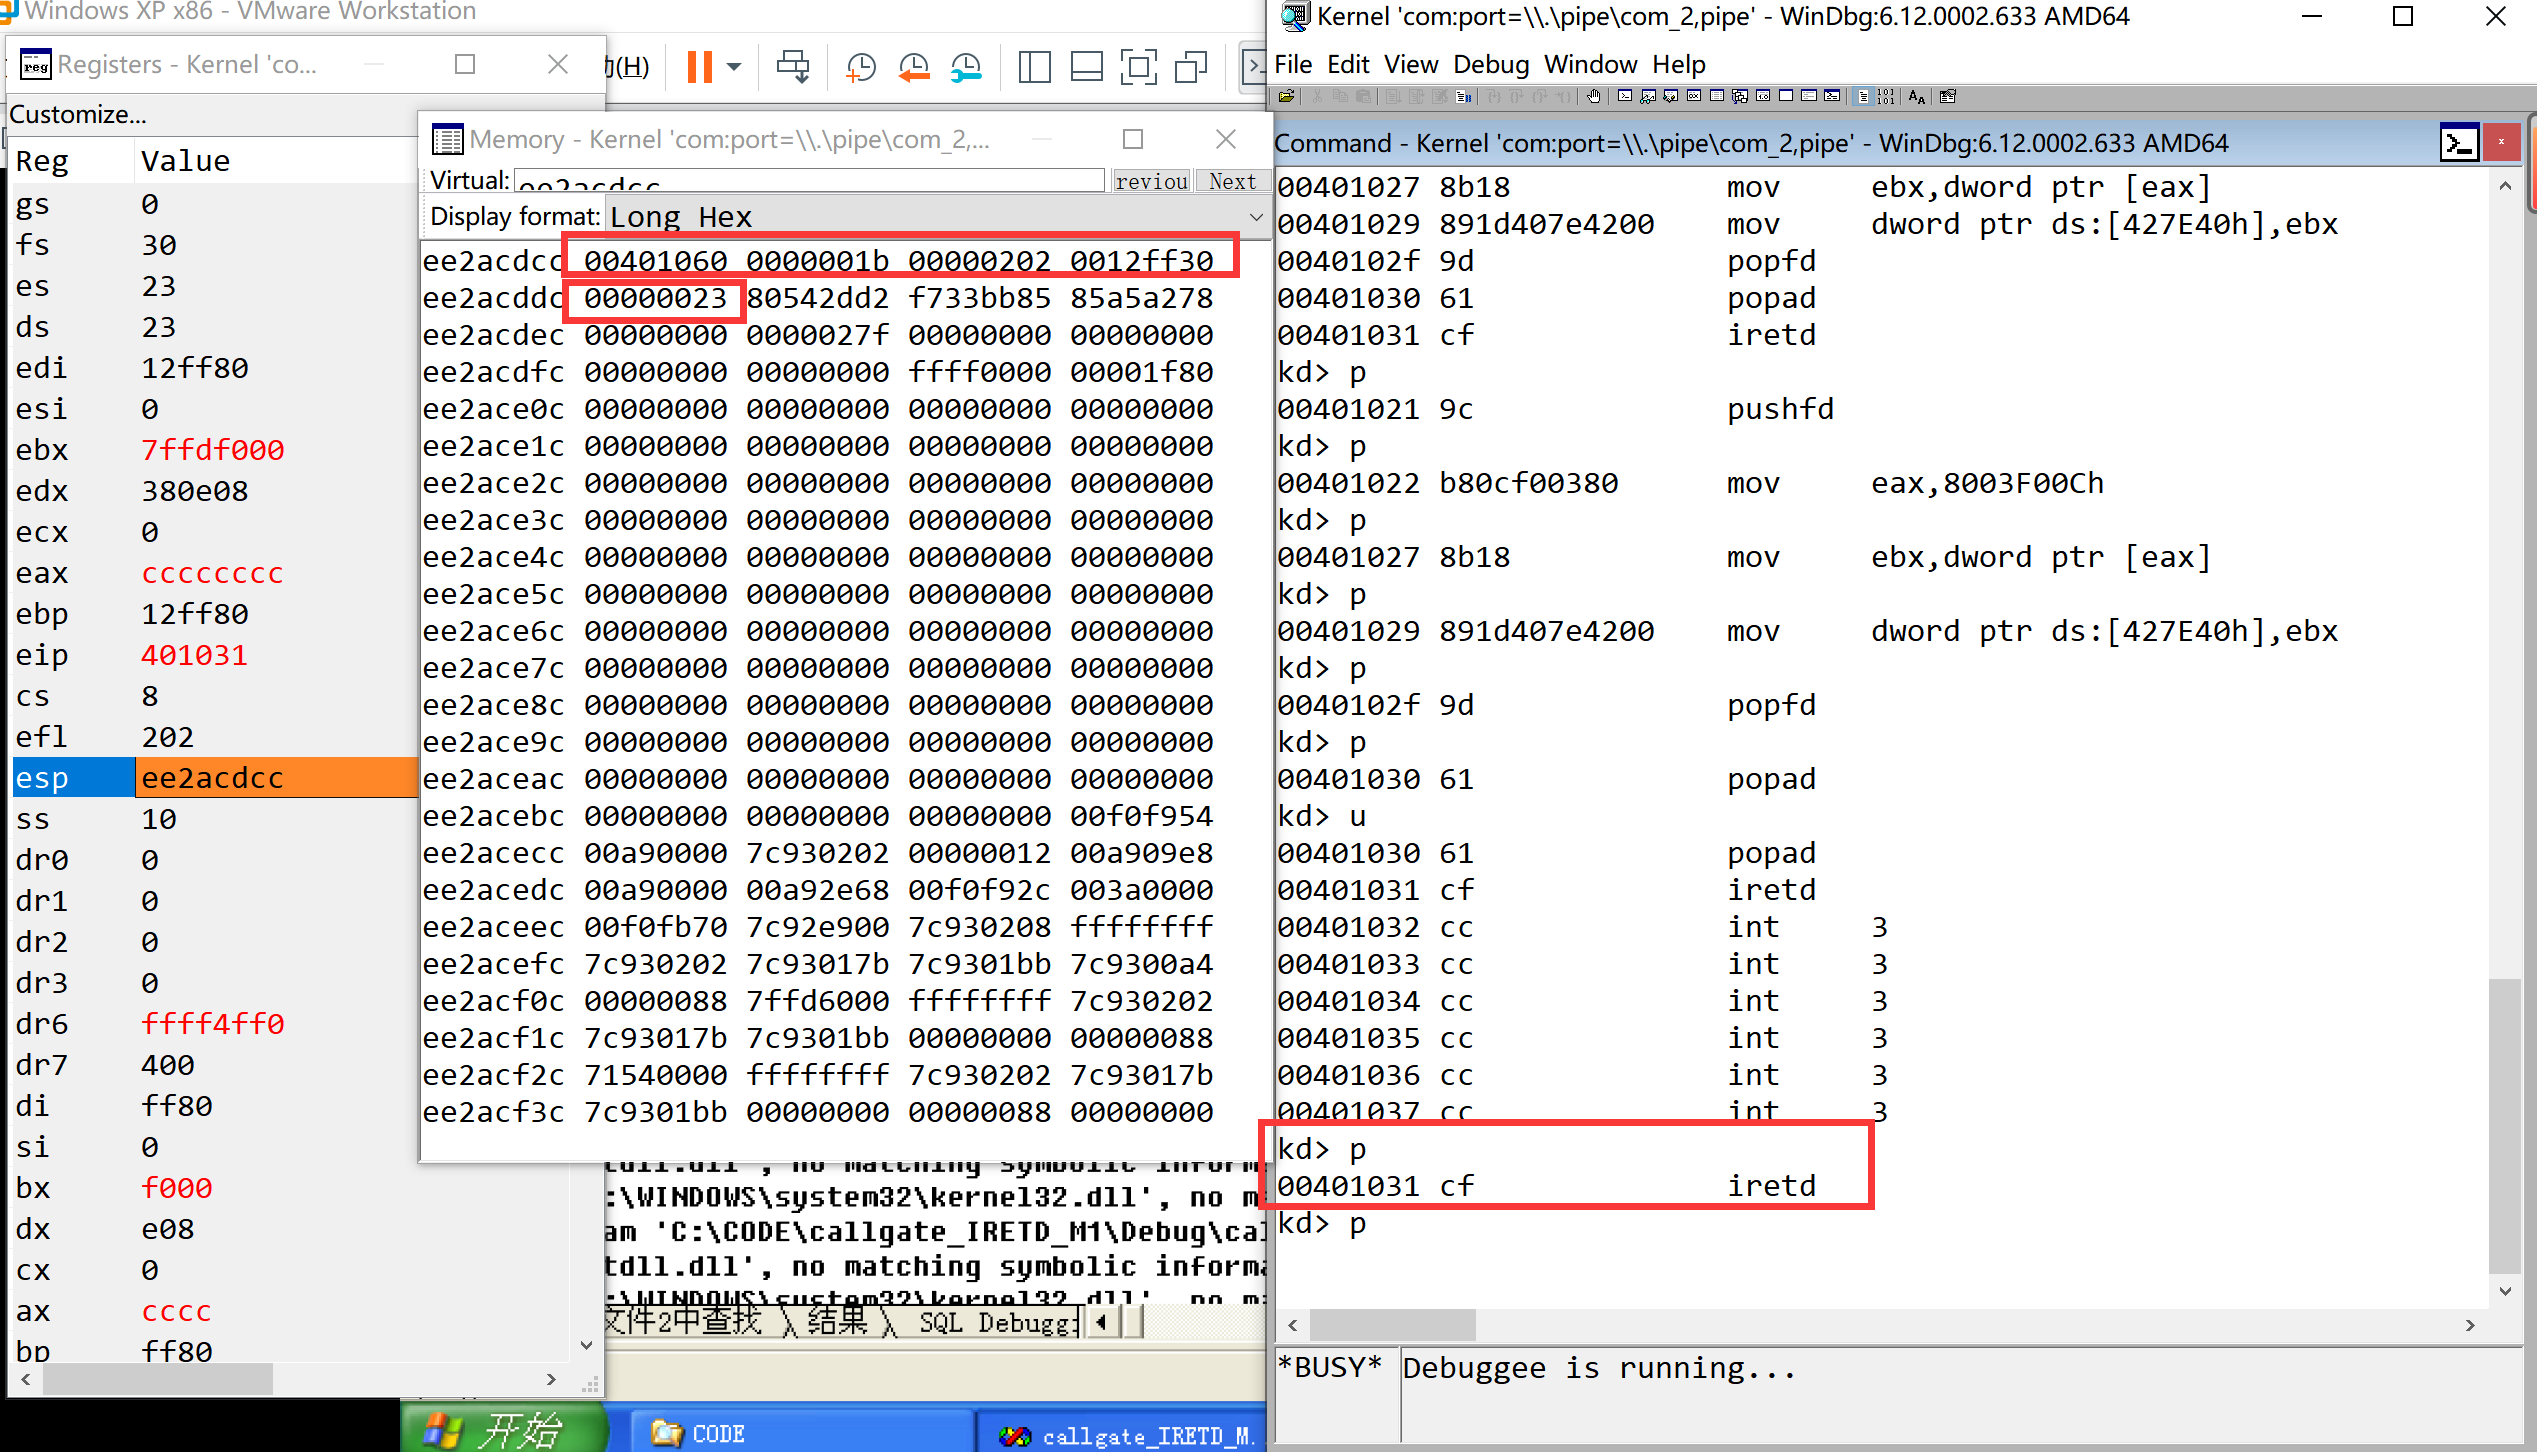 Windows XP x86 - VMware Workstation
(H)
Registers - Kernel 'co...
Customize...
Reg Value
gs 0
fs 30
es 23
ds 23
edi 12ff80
esi 0
ebx 7ffdf000
edx 380e08
ecx 0
eax cccccccc
ebp 12ff80
eip 401031
cs 8
efl 202
esp ee2acdcc
ss 10
dr0 0
dr1 0
dr2 0
dr3 0
dr6 ffff4ff0
dr7 400
di ff80
si 0
bx f000
dx e08
cx 0
ax cccc
bp ff80
Memory - Kernel 'com:port=\\.\pipe\com_2,...
Virtual: ee2acdcc reviou Next
Display format: Long Hex
ee2acdcc 00401060 0000001b 00000202 0012ff30
ee2acddc 00000023 80542dd2 f733bb85 85a5a278
ee2acdec 00000000 0000027f 00000000 00000000
ee2acdfc 00000000 00000000 ffff0000 00001f80
ee2ace0c 00000000 00000000 00000000 00000000
ee2ace1c 00000000 00000000 00000000 00000000
ee2ace2c 00000000 00000000 00000000 00000000
ee2ace3c 00000000 00000000 00000000 00000000
ee2ace4c 00000000 00000000 00000000 00000000
ee2ace5c 00000000 00000000 00000000 00000000
ee2ace6c 00000000 00000000 00000000 00000000
ee2ace7c 00000000 00000000 00000000 00000000
ee2ace8c 00000000 00000000 00000000 00000000
ee2ace9c 00000000 00000000 00000000 00000000
ee2aceac 00000000 00000000 00000000 00000000
ee2acebc 00000000 00000000 00000000 00f0f954
ee2acecc 00a90000 7c930202 00000012 00a909e8
ee2acedc 00a90000 00a92e68 00f0f92c 003a0000
ee2aceec 00f0fb70 7c92e900 7c930208 ffffffff
ee2acefc 7c930202 7c93017b 7c9301bb 7c9300a4
ee2acf0c 00000088 7ffd6000 ffffffff 7c930202
ee2acf1c 7c93017b 7c9301bb 00000000 00000088
ee2acf2c 71540000 ffffffff 7c930202 7c93017b
ee2acf3c 7c9301bb 00000000 00000088 00000000
tdll.dll', no matching symbolic informa
:\WINDOWS\system32\kernel32.dll', no ma
am 'C:\CODE\callgate_IRETD_M1\Debug\cal
tdll.dll', no matching symbolic informa
:\WINDOWS\system32\kernel32.dll', no ma
文件2中查找 结果 SQL Debugg:
开始 CODE callgate_IRETD_M.
Kernel 'com:port=\\.\pipe\com_2,pipe' - WinDbg:6.12.0002.633 AMD64
File Edit View Debug Window Help
Command - Kernel 'com:port=\\.\pipe\com_2,pipe' - WinDbg:6.12.0002.633 AMD64
00401027 8b18 mov ebx,dword ptr [eax]
00401029 891d407e4200 mov dword ptr ds:[427E40h],ebx
0040102f 9d popfd
00401030 61 popad
00401031 cf iretd
kd> p
00401021 9c pushfd
kd> p
00401022 b80cf00380 mov eax,8003F00Ch
kd> p
00401027 8b18 mov ebx,dword ptr [eax]
kd> p
00401029 891d407e4200 mov dword ptr ds:[427E40h],ebx
kd> p
0040102f 9d popfd
kd> p
00401030 61 popad
kd> u
00401030 61 popad
00401031 cf iretd
00401032 cc int 3
00401033 cc int 3
00401034 cc int 3
00401035 cc int 3
00401036 cc int 3
00401037 cc int 3
kd> p
00401031 cf iretd
kd> p
*BUSY* Debuggee is running...